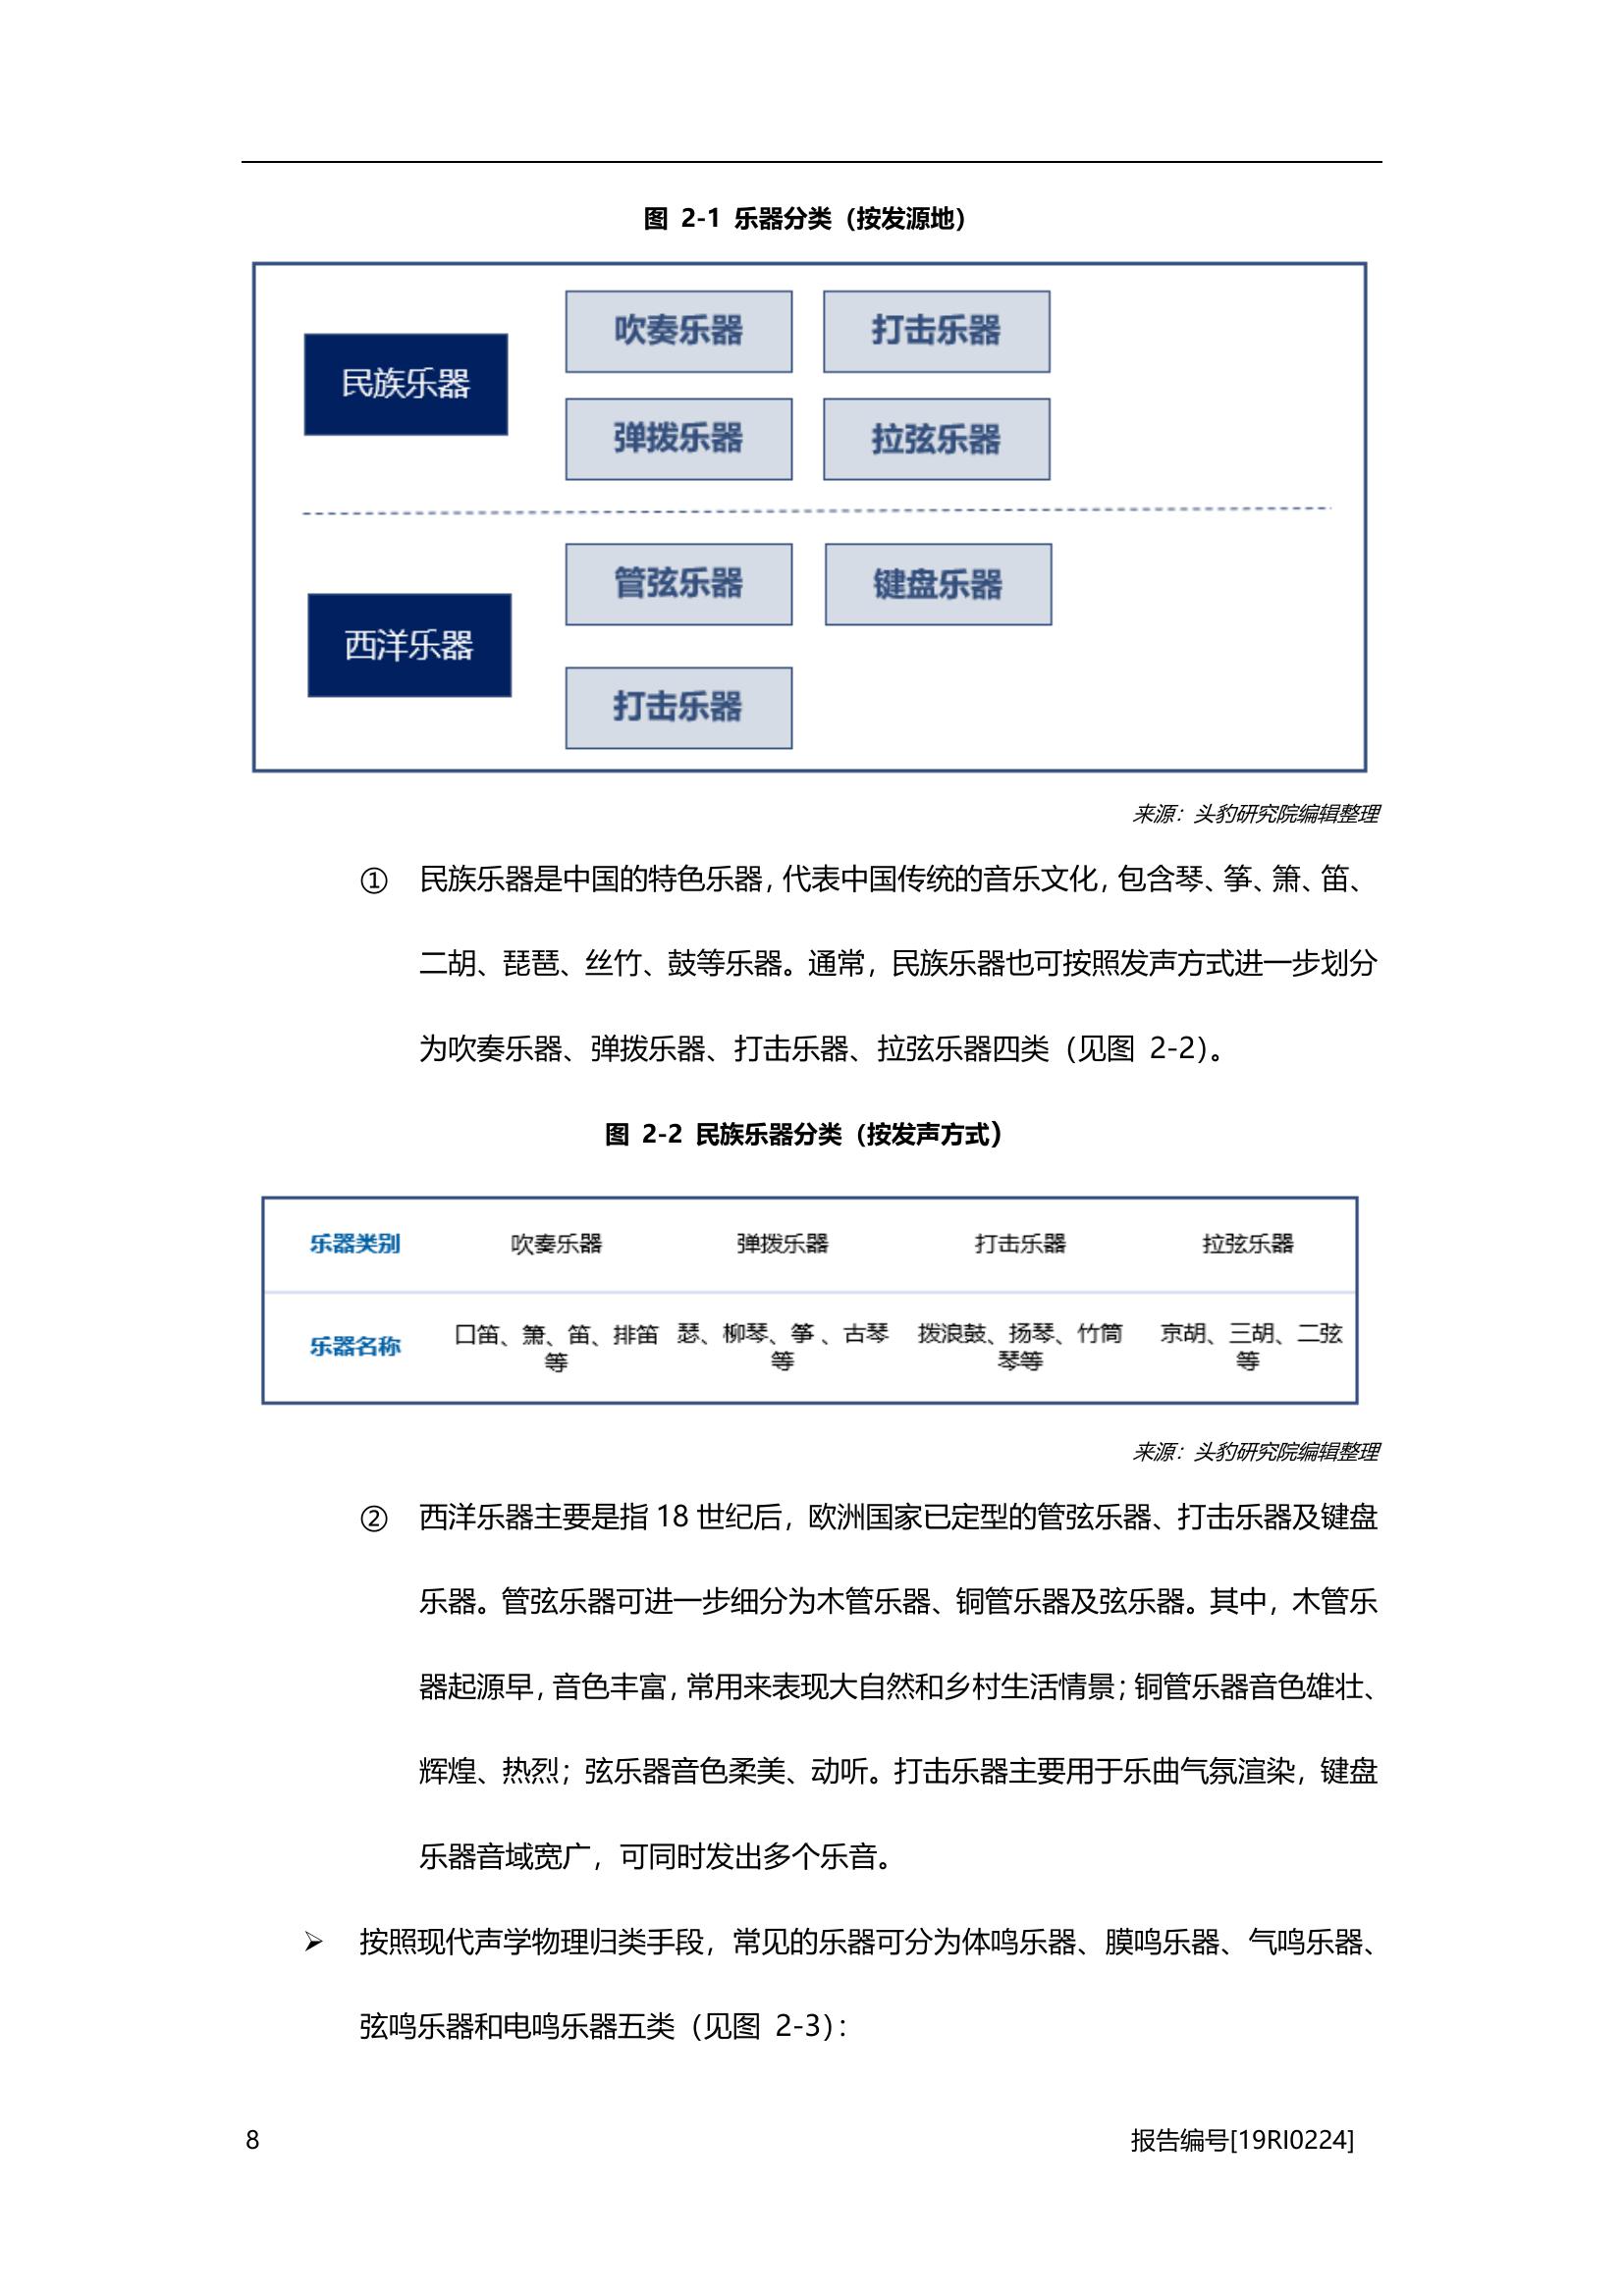 图 2-1 乐器分类（按发源地）
吹奏乐器 打击乐器
民族乐器
弹拨乐器 拉弦乐器
管弦乐器 键盘乐器
西洋乐器
打击乐器
来源：头豹研究院编辑整理
① 民族乐器是中国的特色乐器，代表中国传统的音乐文化，包含琴、筝、箫、笛、
二胡、琵琶、丝竹、鼓等乐器。通常，民族乐器也可按照发声方式进一步划分
为吹奏乐器、弹拨乐器、打击乐器、拉弦乐器四类（见图 2-2）。
图 2-2 民族乐器分类（按发声方式）
乐器类别 吹奏乐器 弹拨乐器 打击乐器 拉弦乐器
乐器名称 口笛、箫、笛、排笛 瑟、柳琴、筝 、古琴 拨浪鼓、扬琴、竹筒 京胡、三胡、二弦
等 等 琴等 等
来源：头豹研究院编辑整理
② 西洋乐器主要是指 18 世纪后，欧洲国家已定型的管弦乐器、打击乐器及键盘
乐器。管弦乐器可进一步细分为木管乐器、铜管乐器及弦乐器。其中，木管乐
器起源早，音色丰富，常用来表现大自然和乡村生活情景；铜管乐器音色雄壮、
辉煌、热烈；弦乐器音色柔美、动听。打击乐器主要用于乐曲气氛渲染，键盘
乐器音域宽广，可同时发出多个乐音。
➢ 按照现代声学物理归类手段，常见的乐器可分为体鸣乐器、膜鸣乐器、气鸣乐器、
弦鸣乐器和电鸣乐器五类（见图 2-3）：
8 报告编号[19RI0224]